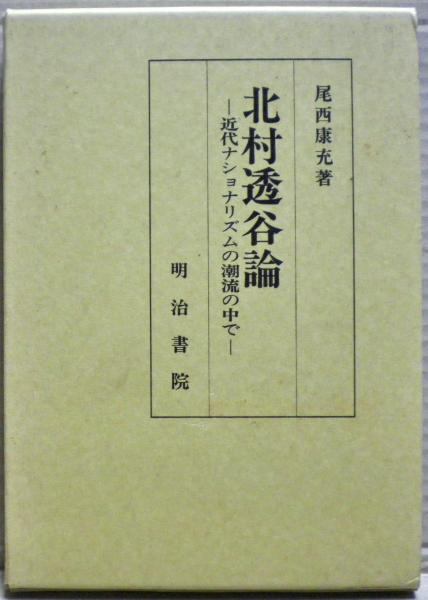 尾西康充著
北村透谷論
―近代ナショナリズムの潮流の中で―
明治書院